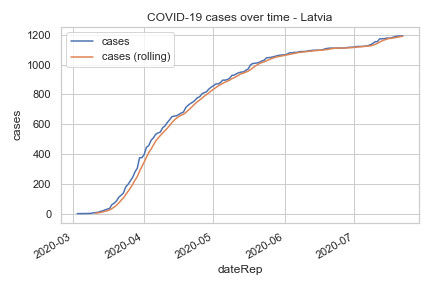 COVID-19 cases over time - Latvia
cases
cases (rolling)
1200
1000
800
600
400
200
0
cases
2020-03
2020-04
2020-05
2020-06
2020-07
dateRep